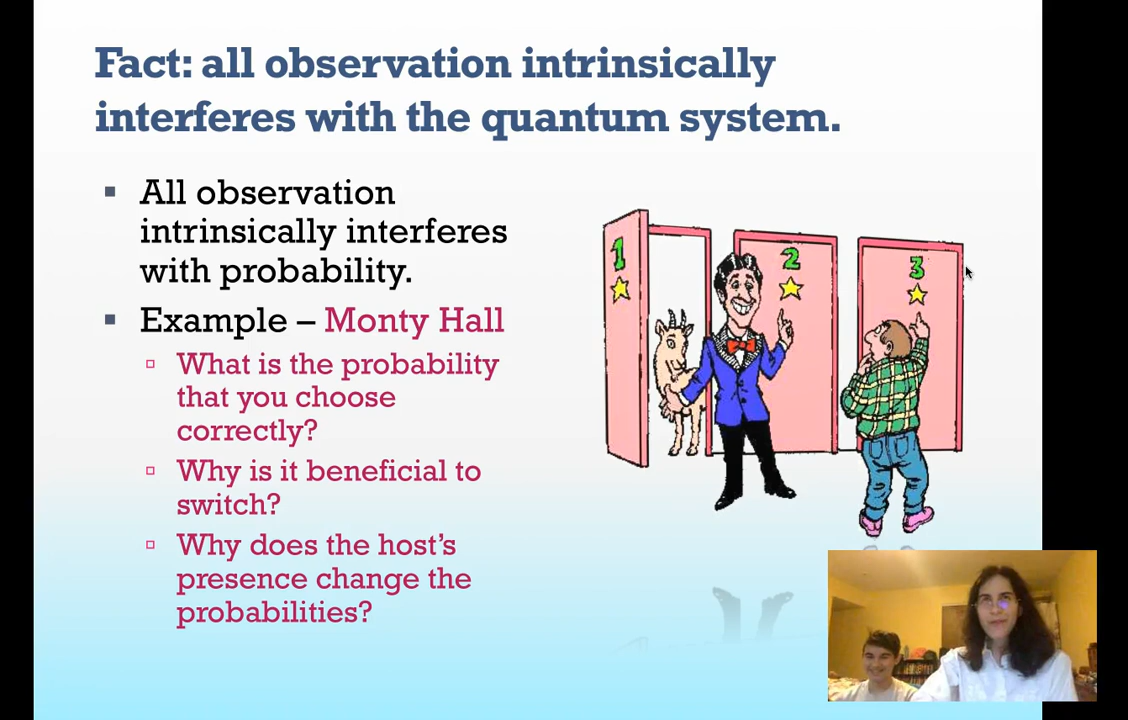 Fact: all observation intrinsically
interferes with the quantum system.
All observation
intrinsically interferes
with probability.
Example – Monty Hall
What is the probability
that you choose
correctly?
Why is it beneficial to
switch?
Why does the host's
presence change the
probabilities?
1
2
3